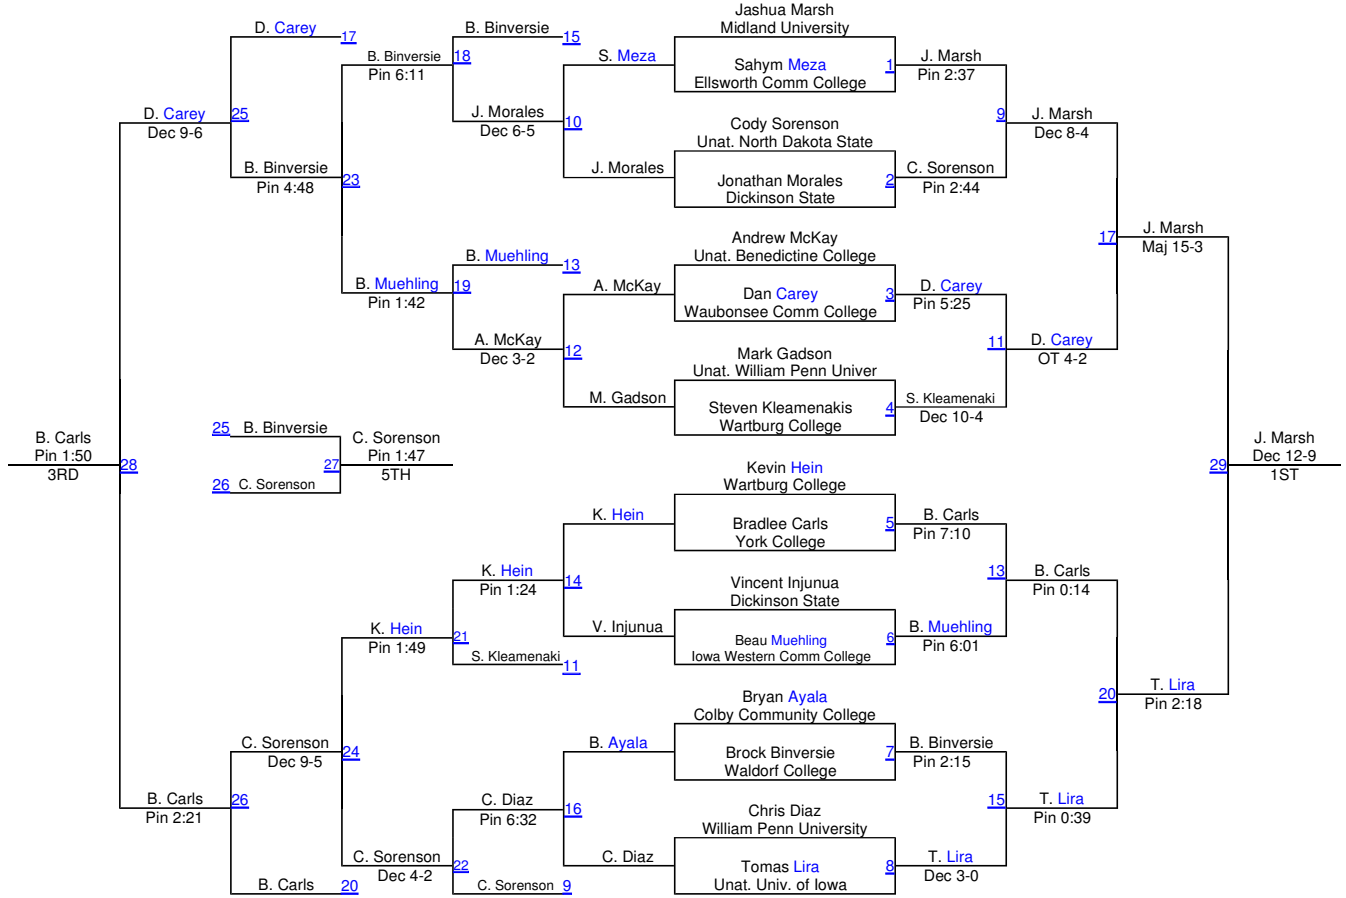 Jashua Marsh
Midland University
D. Carey
17
B. Binversie
15
B. Binversie
18
Pin 6:11
S. Meza
Sahym Meza
1
Ellsworth Comm College
J. Marsh
Pin 2:37
D. Carey
25
Dec 9-6
J. Morales
Dec 6-5
10
Cody Sorenson
Unat. North Dakota State
9
J. Marsh
Dec 8-4
B. Binversie
Pin 4:48
23
J. Morales
Jonathan Morales
2
Dickinson State
C. Sorenson
Pin 2:44
Andrew McKay
Unat. Benedictine College
17
J. Marsh
Maj 15-3
B. Muehling
13
B. Muehling
19
Pin 1:42
A. McKay
Dan Carey
3
Waubonsee Comm College
D. Carey
Pin 5:25
A. McKay
Dec 3-2
12
Mark Gadson
Unat. William Penn Univer
11
D. Carey
OT 4-2
M. Gadson
Steven Kleamenakis
4
Wartburg College
S. Kleamenaki
Dec 10-4
25
B. Binversie
B. Carls
Pin 1:50
3RD
28
27
C. Sorenson
Pin 1:47
5TH
26
C. Sorenson
Kevin Hein
Wartburg College
29
J. Marsh
Dec 12-9
1ST
K. Hein
Bradlee Carls
5
York College
B. Carls
Pin 7:10
K. Hein
Pin 1:24
14
Vincent Injunua
Dickinson State
13
B. Carls
Pin 0:14
K. Hein
Pin 1:49
21
V. Injunua
Beau Muehling
6
Iowa Western Comm College
B. Muehling
Pin 6:01
S. Kleamenaki
11
Bryan Ayala
Colby Community College
20
T. Lira
Pin 2:18
C. Sorenson
Dec 9-5
24
B. Ayala
Brock Binversie
7
Waldorf College
B. Binversie
Pin 2:15
B. Carls
Pin 2:21
26
C. Diaz
Pin 6:32
16
Chris Diaz
William Penn University
15
T. Lira
Pin 0:39
C. Sorenson
Dec 4-2
22
C. Diaz
Tomas Lira
8
Unat. Univ. of Iowa
T. Lira
Dec 3-0
B. Carls
20
C. Sorenson
9